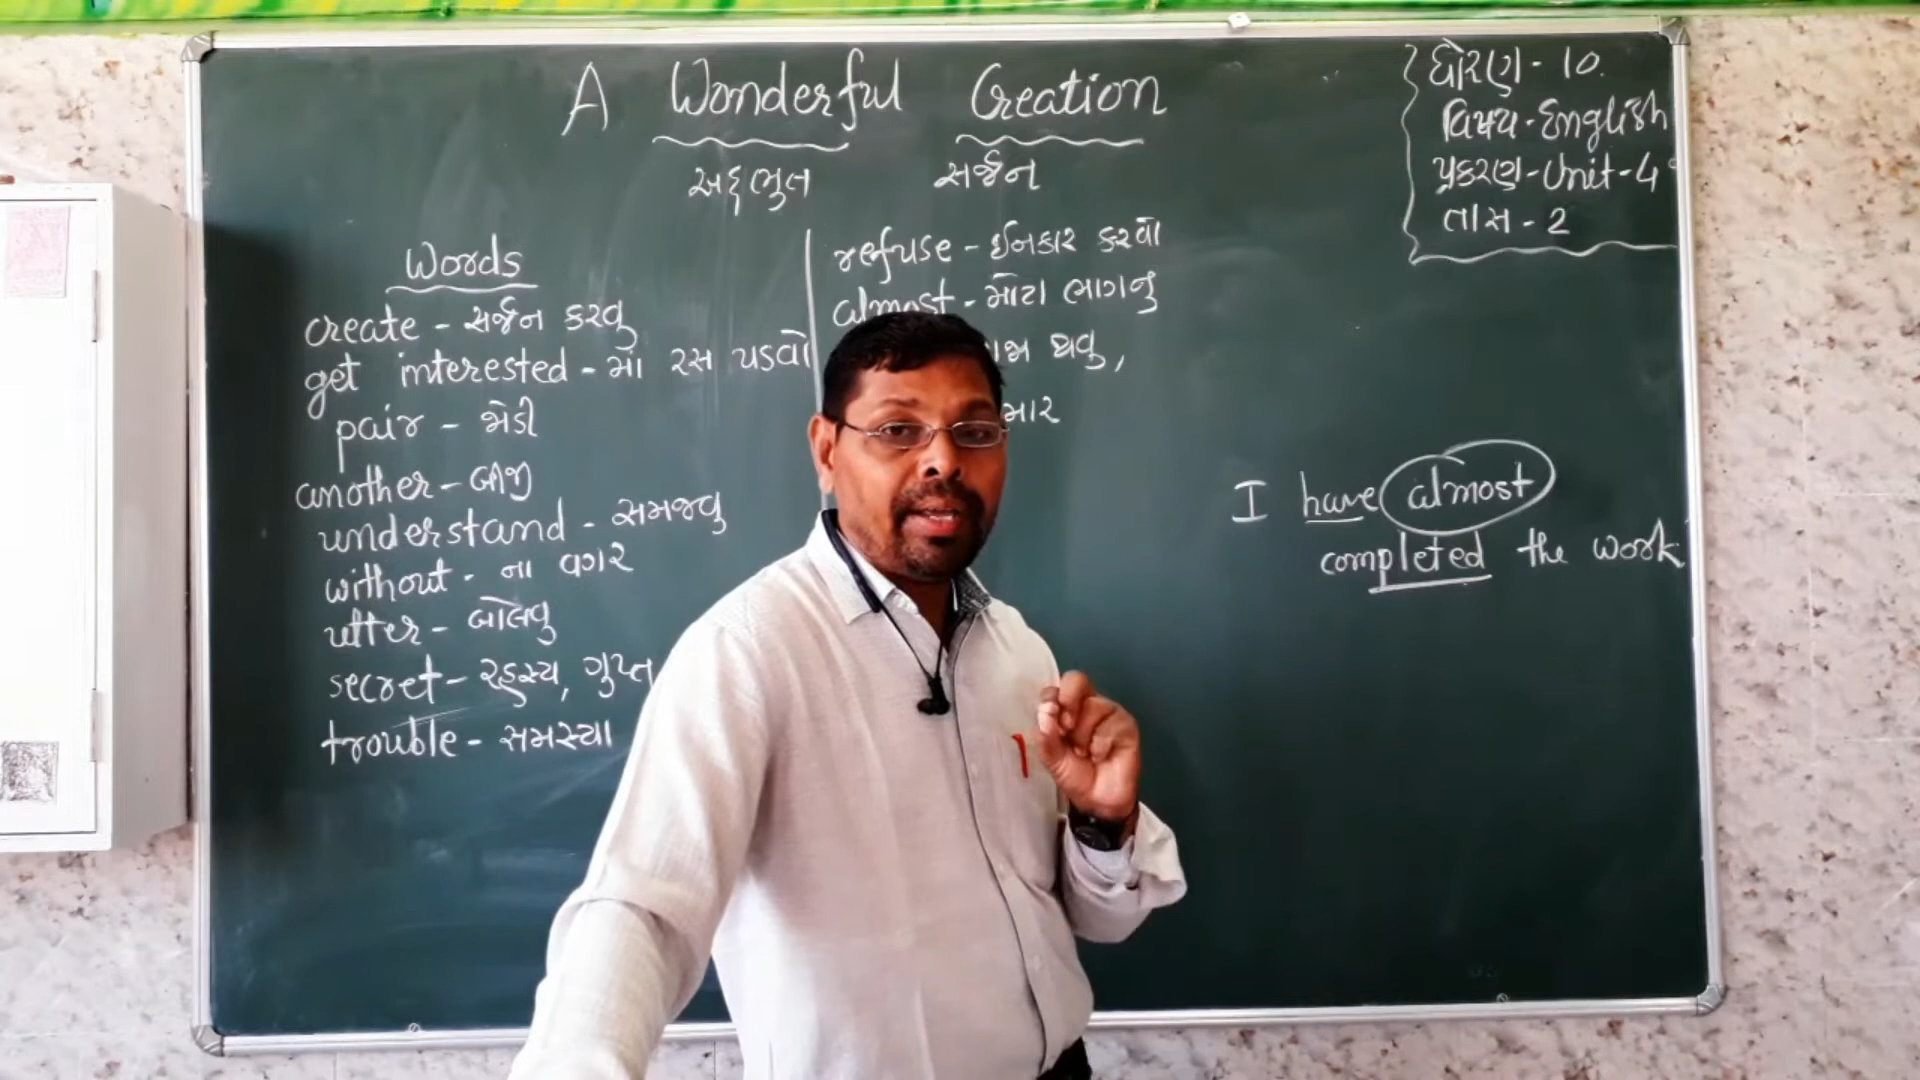 A Wonderful Creation
અદ્દભુત સર્જન
ધોરણ - 10.
વિષય - English
પ્રકરણ - Unit - 4
તાસ - 2
Words
create - સર્જન કરવુ
get interested - માં રસ પડવો
pair - જોડી
another - બીજી
understand - સમજવુ
without - ના વગર
utter - બોલવુ
secret - રહસ્ય, ગુપ્ત
trouble - સમસ્યા
refuse - ઈનકાર કરવો
almost - મોટા ભાગનુ
થવુ,
માર
I have almost
completed the work